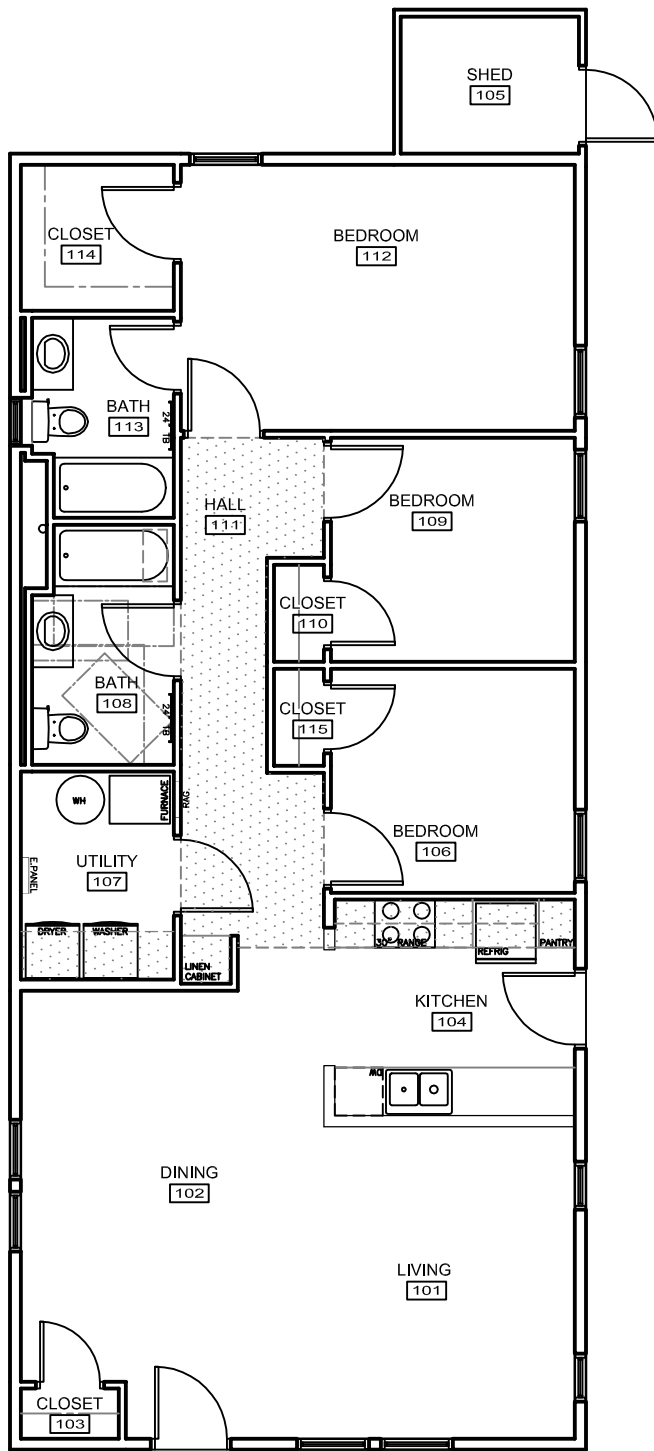 SHED
105
CLOSET
114
BEDROOM
112
BATH
113
24" TB
HALL
111
BEDROOM
109
CLOSET
110
BATH
108
24" TB
CLOSET
115
WH
FURNACE
RAG.
UTILITY
107
E.PANEL
BEDROOM
106
DRYER
WASHER
LINEN
CABINET
30" RANGE
REFRIG
PANTRY
KITCHEN
104
DW
DINING
102
LIVING
101
CLOSET
103